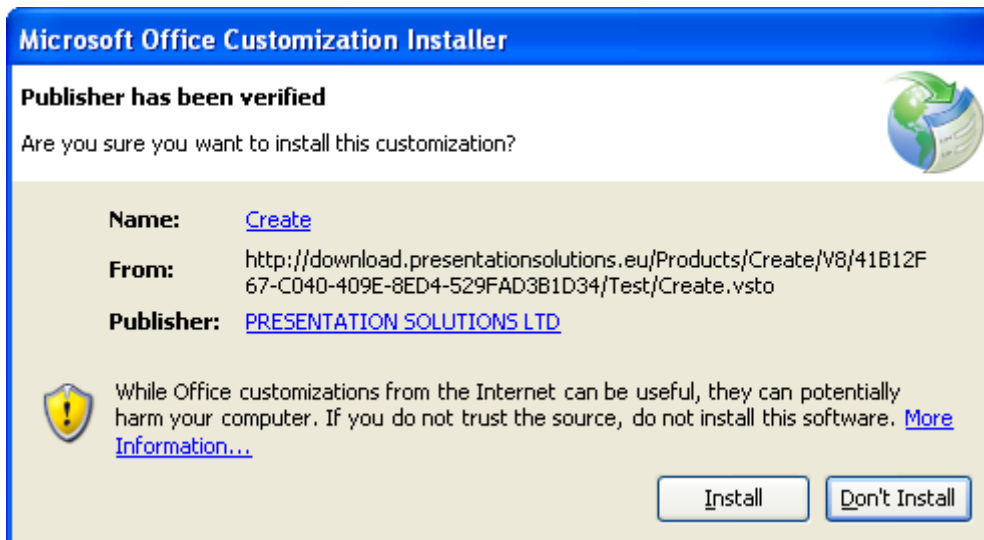 Microsoft Office Customization Installer
Publisher has been verified
Are you sure you want to install this customization?
Name: Create
From: http://download.presentationsolutions.eu/Products/Create/V8/41B12F
67-C040-409E-8ED4-529FAD3B1D34/Test/Create.vsto
Publisher: PRESENTATION SOLUTIONS LTD
While Office customizations from the Internet can be useful, they can potentially
harm your computer. If you do not trust the source, do not install this software. More
Information...
Install Don't Install